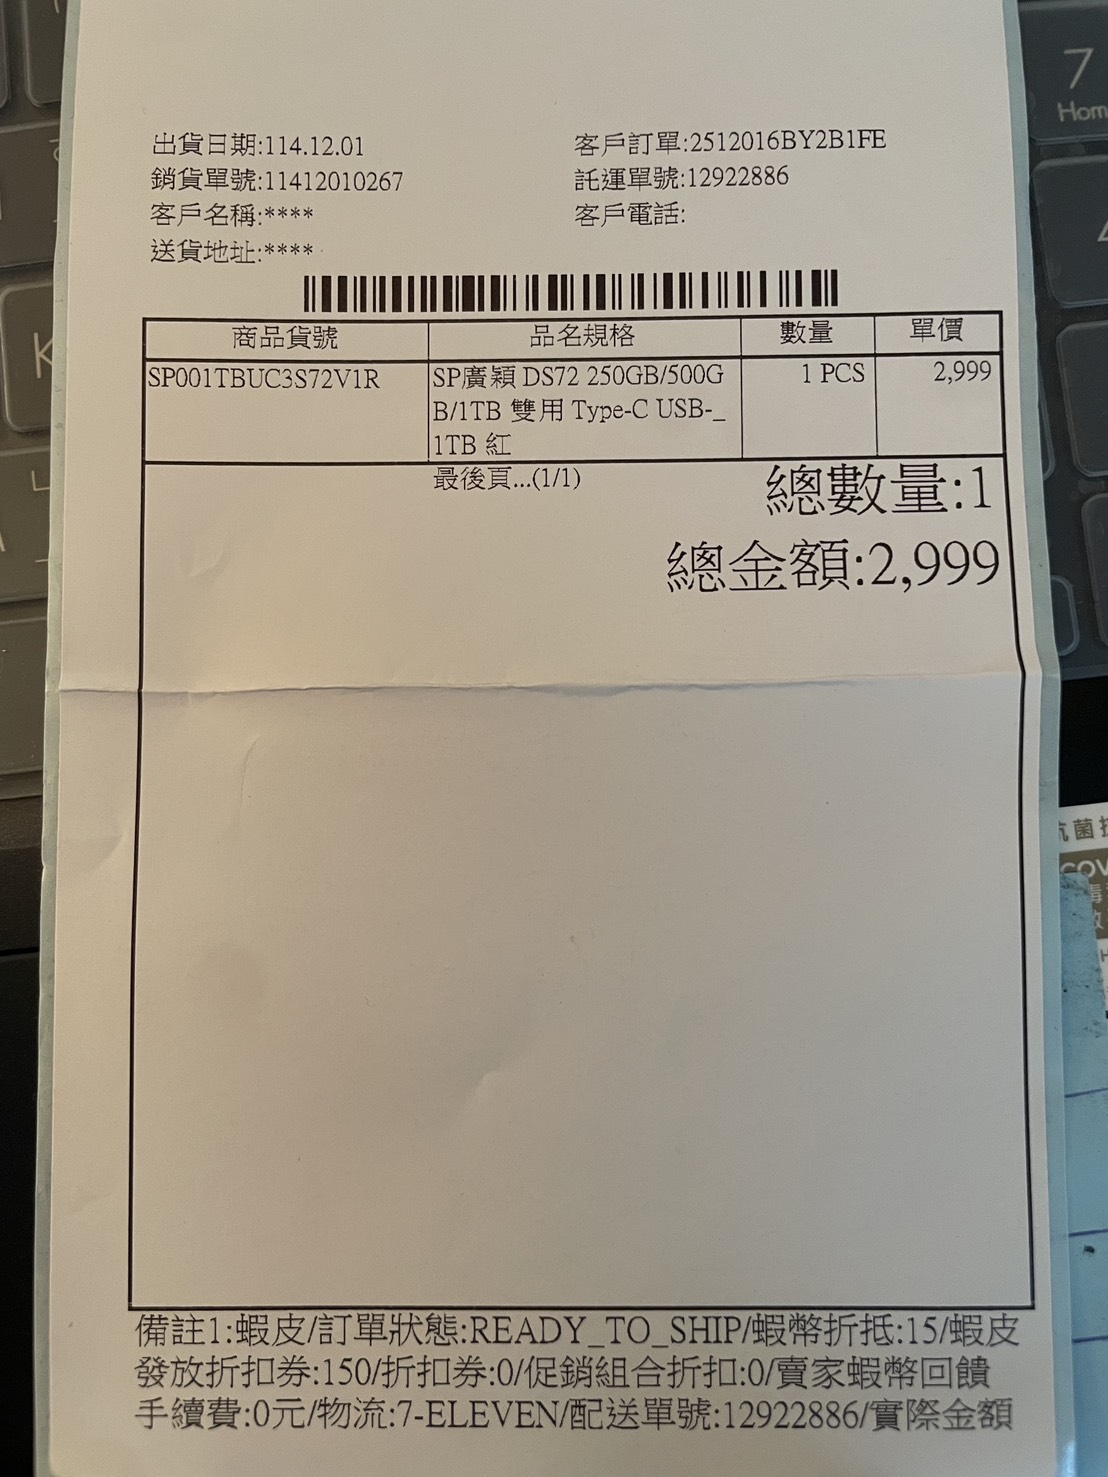 出貨日期:114.12.01
客戶訂單:2512016BY2B1FE
銷貨單號:11412010267
託運單號:12922886
客戶名稱:****
客戶電話:
送貨地址:****
商品貨號 品名規格 數量 單價
SP001TBUC3S72V1R SP廣穎 DS72 250GB/500G 1 PCS 2,999
B/1TB 雙用 Type-C USB-_
1TB 紅
最後頁...(1/1)
總數量:1
總金額:2,999
備註1:蝦皮/訂單狀態:READY_TO_SHIP/蝦幣折抵:15/蝦皮
發放折扣券:150/折扣券:0/促銷組合折扣:0/賣家蝦幣回饋
手續費:0元/物流:7-ELEVEN/配送單號:12922886/實際金額
7
Home
K
抗菌
COV